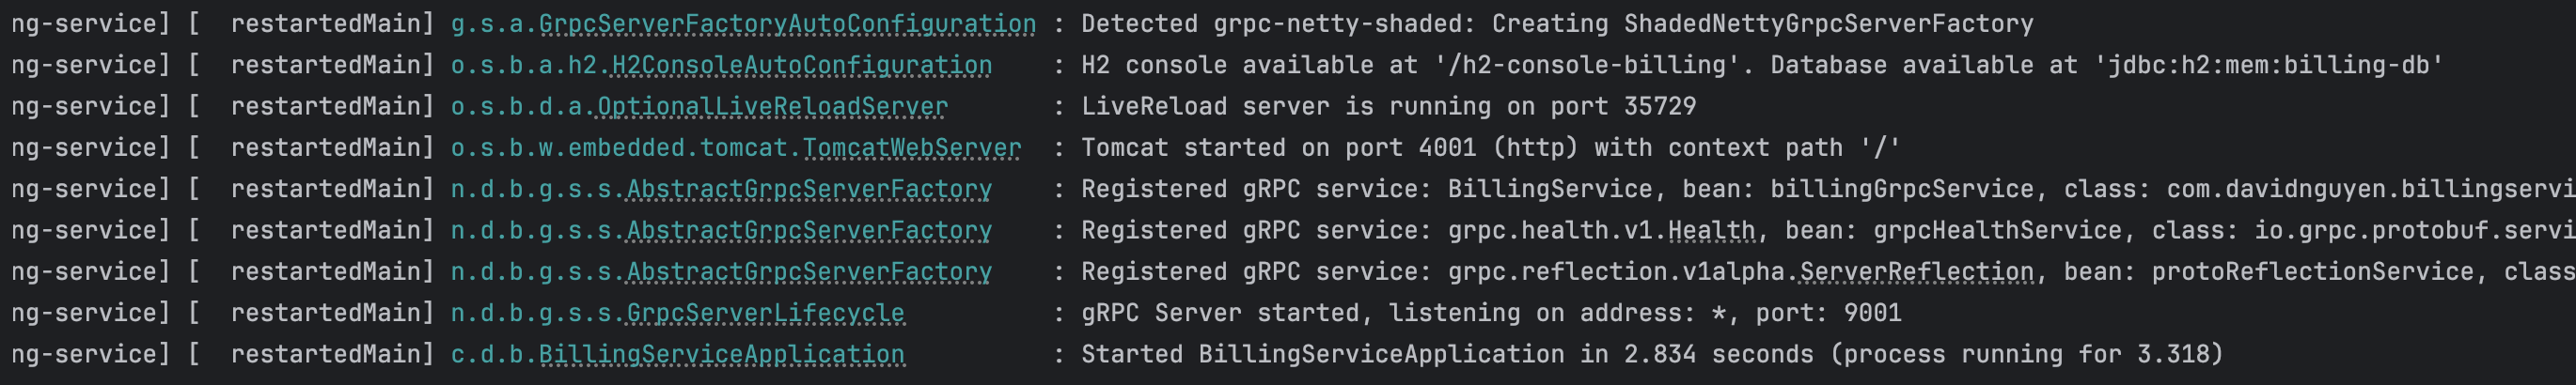 ng-service] [  restartedMain] g.s.a.GrpcServerFactoryAutoConfiguration : Detected grpc-netty-shaded: Creating ShadedNettyGrpcServerFactory
ng-service] [  restartedMain] o.s.b.a.h2.H2ConsoleAutoConfiguration    : H2 console available at '/h2-console-billing'. Database available at 'jdbc:h2:mem:billing-db'
ng-service] [  restartedMain] o.s.b.d.a.OptionalLiveReloadServer       : LiveReload server is running on port 35729
ng-service] [  restartedMain] o.s.b.w.embedded.tomcat.TomcatWebServer  : Tomcat started on port 4001 (http) with context path '/'
ng-service] [  restartedMain] n.d.b.g.s.s.AbstractGrpcServerFactory    : Registered gRPC service: BillingService, bean: billingGrpcService, class: com.davidnguyen.billingservi
ng-service] [  restartedMain] n.d.b.g.s.s.AbstractGrpcServerFactory    : Registered gRPC service: grpc.health.v1.Health, bean: grpcHealthService, class: io.grpc.protobuf.servi
ng-service] [  restartedMain] n.d.b.g.s.s.AbstractGrpcServerFactory    : Registered gRPC service: grpc.reflection.v1alpha.ServerReflection, bean: protoReflectionService, class
ng-service] [  restartedMain] n.d.b.g.s.s.GrpcServerLifecycle          : gRPC Server started, listening on address: *, port: 9001
ng-service] [  restartedMain] c.d.b.BillingServiceApplication          : Started BillingServiceApplication in 2.834 seconds (process running for 3.318)